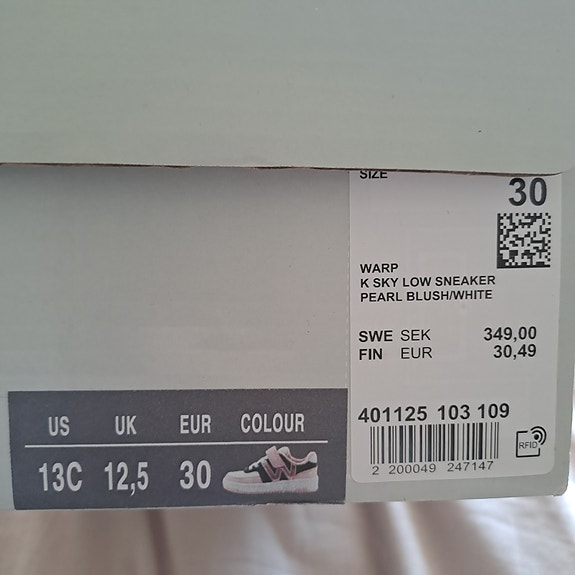 SIZE
30
WARP
K SKY LOW SNEAKER
PEARL BLUSH/WHITE
SWE SEK 349,00
FIN EUR 30,49
401125 103 109
2 200049 247147
RFID
US UK EUR COLOUR
13C 12,5 30